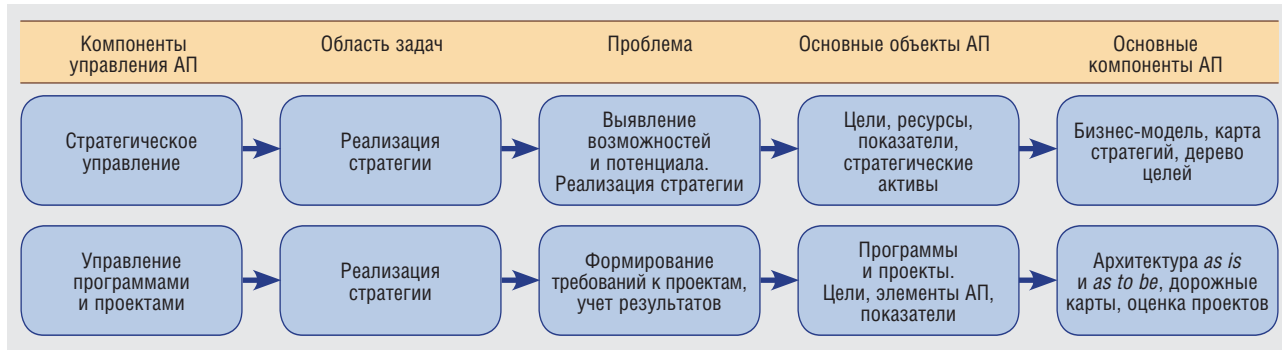 Компоненты
управления АП
Область задач
Проблема
Основные объекты АП
Основные
компоненты АП
Стратегическое
управление
Реализация
стратегии
Выявление
возможностей
и потенциала.
Реализация стратегии
Цели, ресурсы,
показатели,
стратегические
активы
Бизнес-модель, карта
стратегий, дерево
целей
Управление
программами
и проектами
Реализация
стратегии
Формирование
требований к проектам,
учет результатов
Программы
и проекты.
Цели, элементы АП,
показатели
Архитектура as is
и as to be, дорожные
карты, оценка проектов